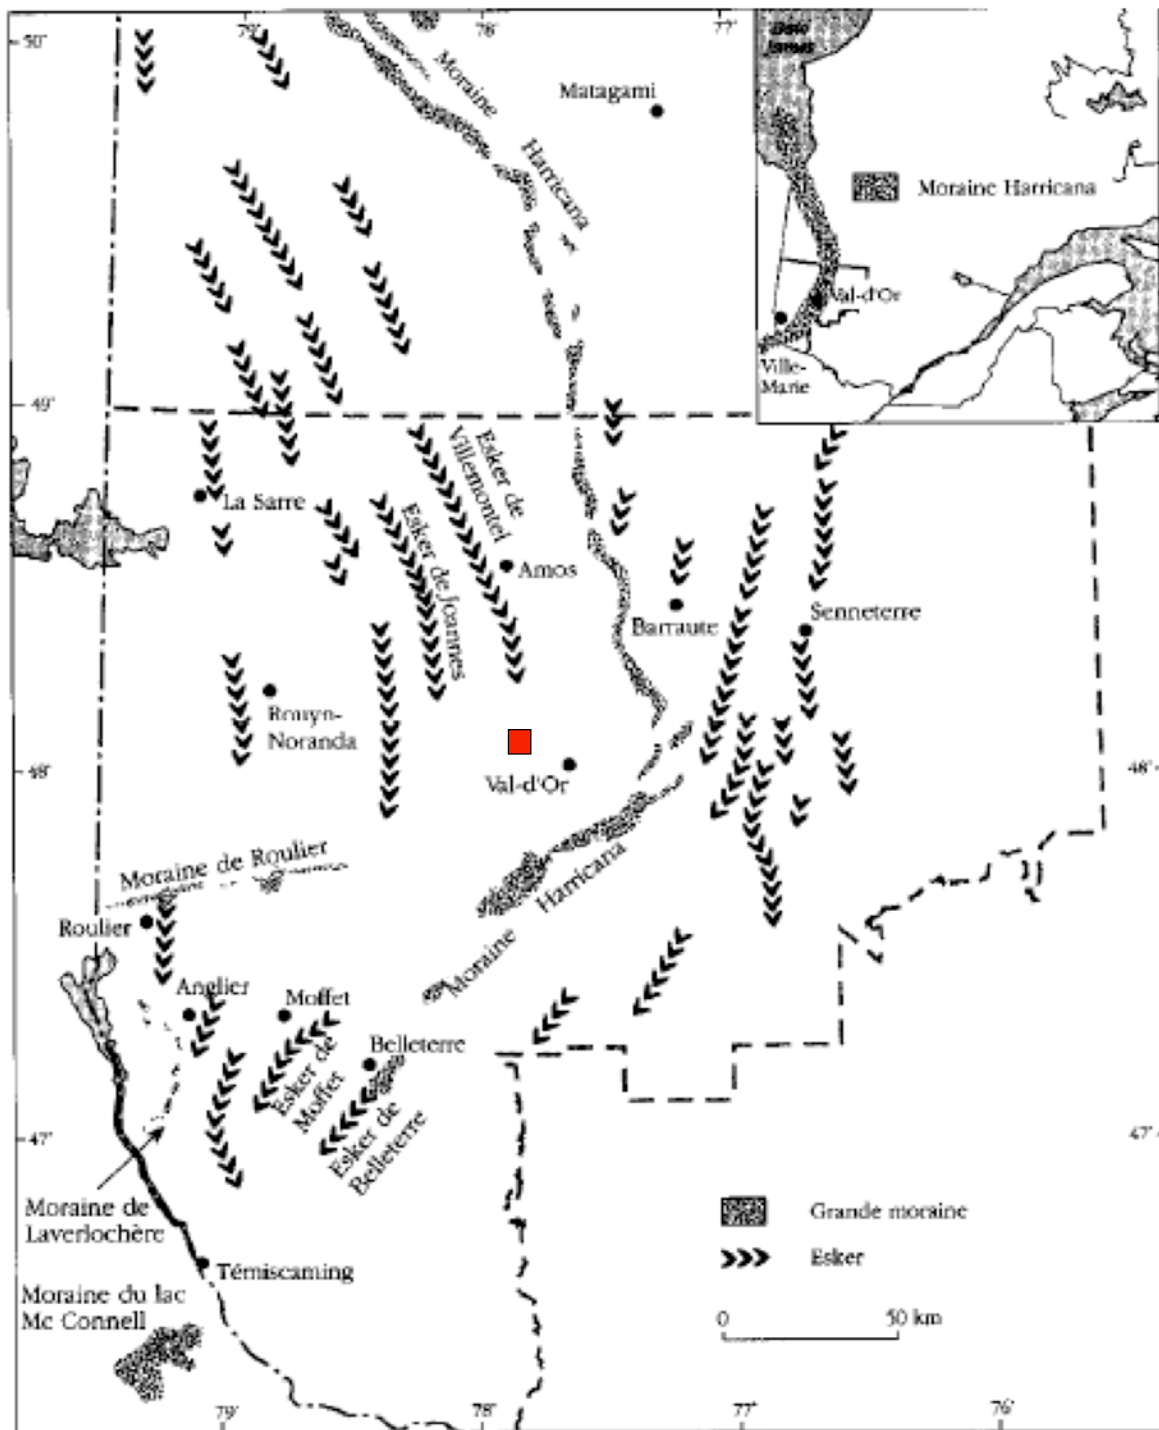 79°
78°
77°
50°
Moraine
Harricana
Matagami
Moraine Harricana
Val-d'Or
Ville-
Marie
49°
La Sarre
Esker de
Villemontel
Esker de Joannes
Amos
Barraute
Senneterre
Rouyn-
Noranda
Val-d'Or
48°
48°
Moraine de Roulier
Harricana
Moraine
Roulier
Anglier
Moffet
Belleterre
Esker de
Moffet
Esker de
Belleterre
47°
47°
Moraine de
Laverlochère
Grande moraine
Esker
Témiscaming
Moraine du lac
Mc Connell
0
50 km
79°
78°
77°
76°